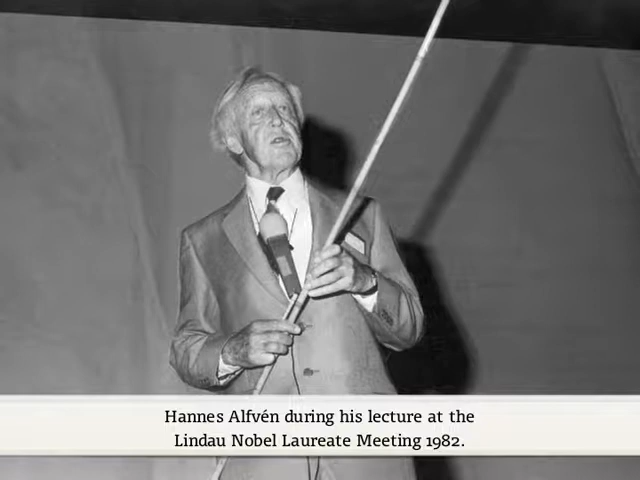 Hannes Alfvén during his lecture at the
Lindau Nobel Laureate Meeting 1982.